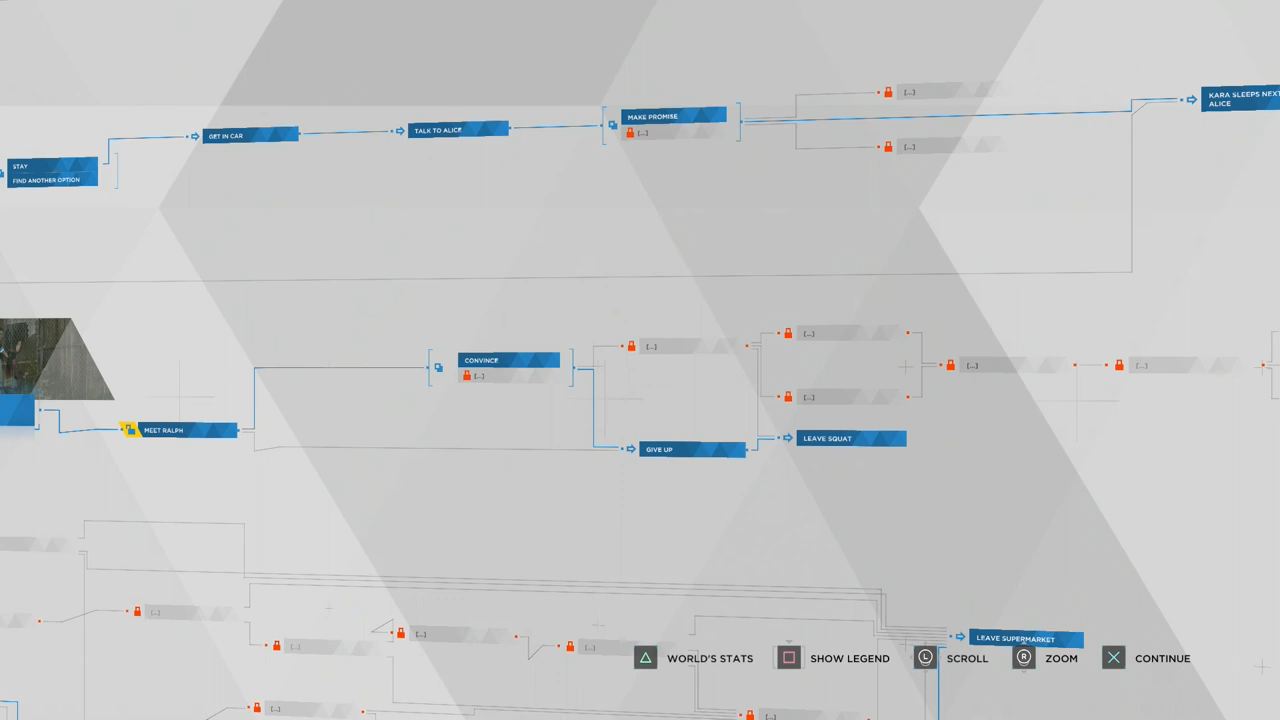 [...]
KARA SLEEPS NEXT
ALICE
MAKE PROMISE
[...]
GET IN CAR
TALK TO ALICE
[...]
STAY
FIND ANOTHER OPTION
[...]
[...]
CONVINCE
[...]
[...]
[...]
[...]
MEET RALPH
LEAVE SQUAT
GIVE UP
[...]
[...]
[...]
[...]
LEAVE SUPERMARKET
WORLD'S STATS
SHOW LEGEND
L
SCROLL
R
ZOOM
CONTINUE
[...]
[...]